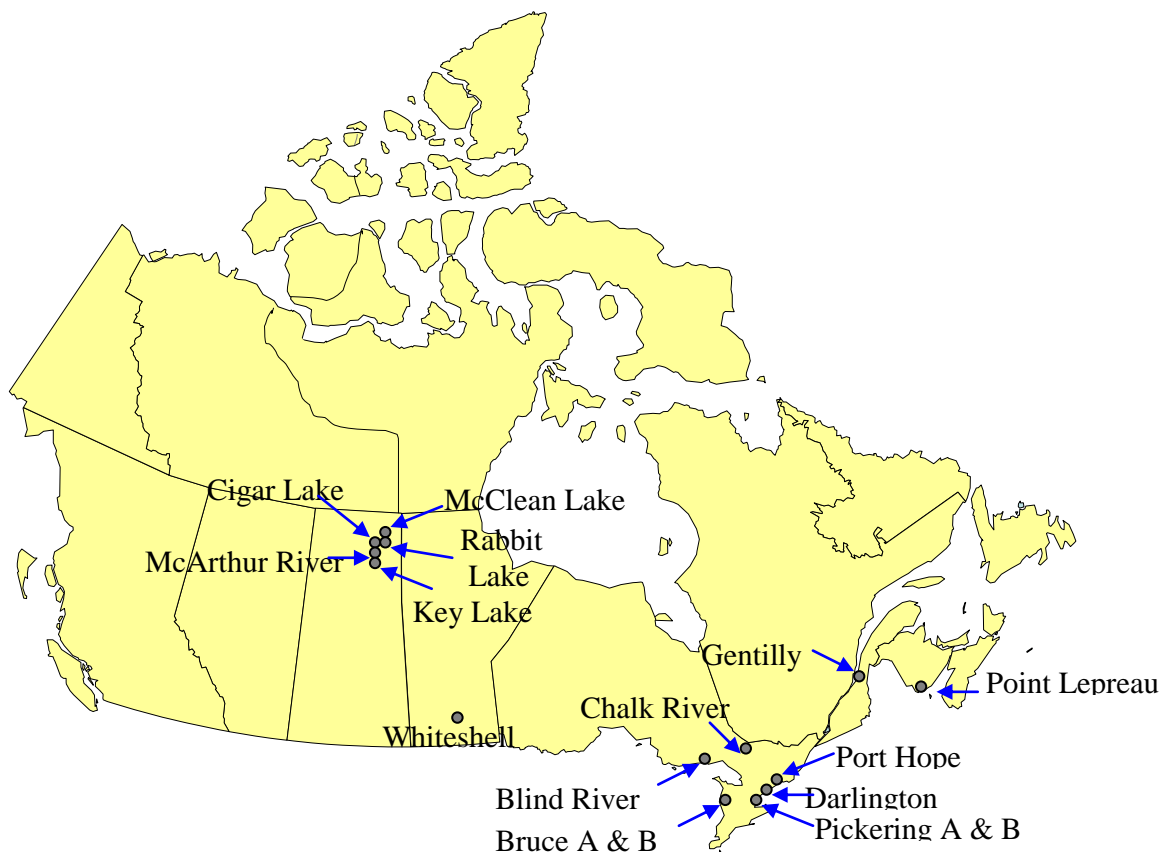 Cigar Lake
McClean Lake
Rabbit
Lake
McArthur River
Key Lake
Gentilly
Point Lepreau
Chalk River
Whiteshell
Port Hope
Blind River
Darlington
Bruce A & B
Pickering A & B